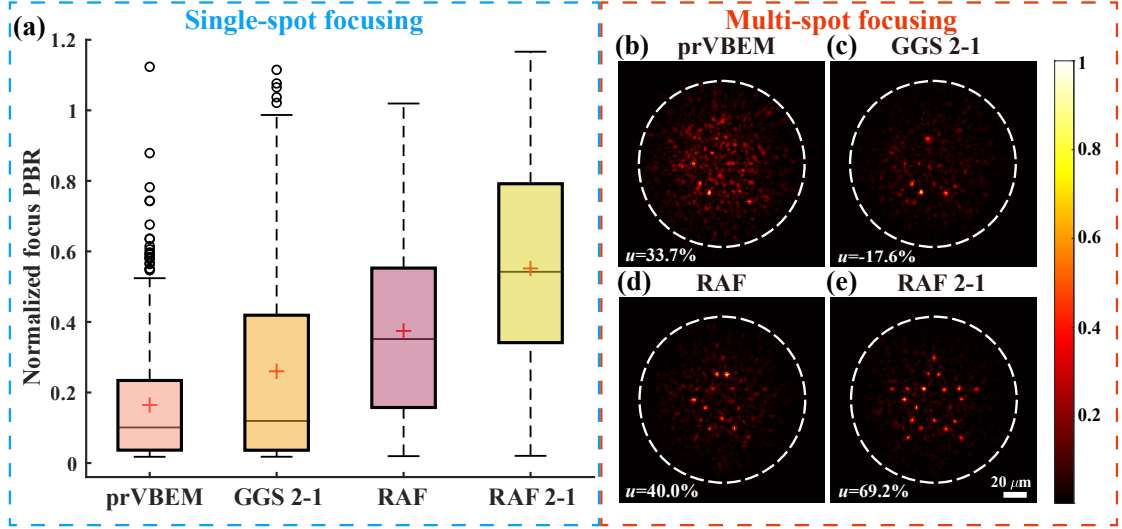 (a)
Single-spot focusing
Normalized focus PBR
1.2
1
0.8
0.6
0.4
0.2
0
prVBEM
GGS 2-1
RAF
RAF 2-1
Multi-spot focusing
(b)
prVBEM
u=33.7%
(c)
GGS 2-1
u=-17.6%
(d)
RAF
u=40.0%
(e)
RAF 2-1
u=69.2%
20 μm
1
0.8
0.6
0.4
0.2